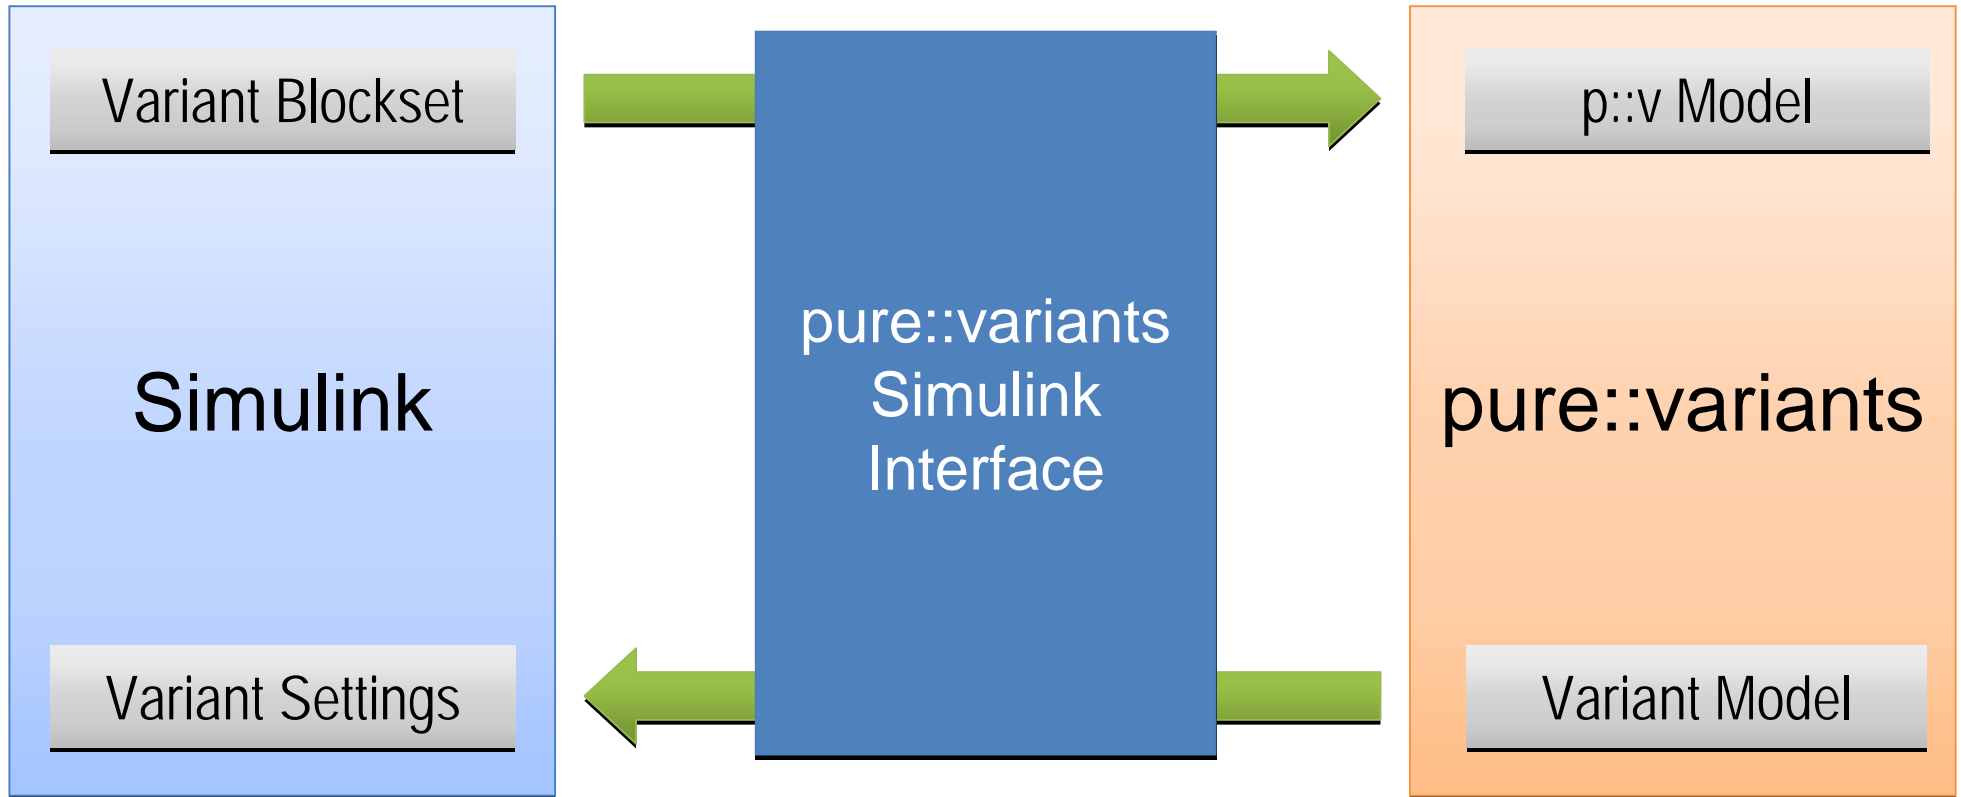 Variant Blockset
Simulink
Variant Settings
pure::variants
Simulink
Interface
p::v Model
pure::variants
Variant Model